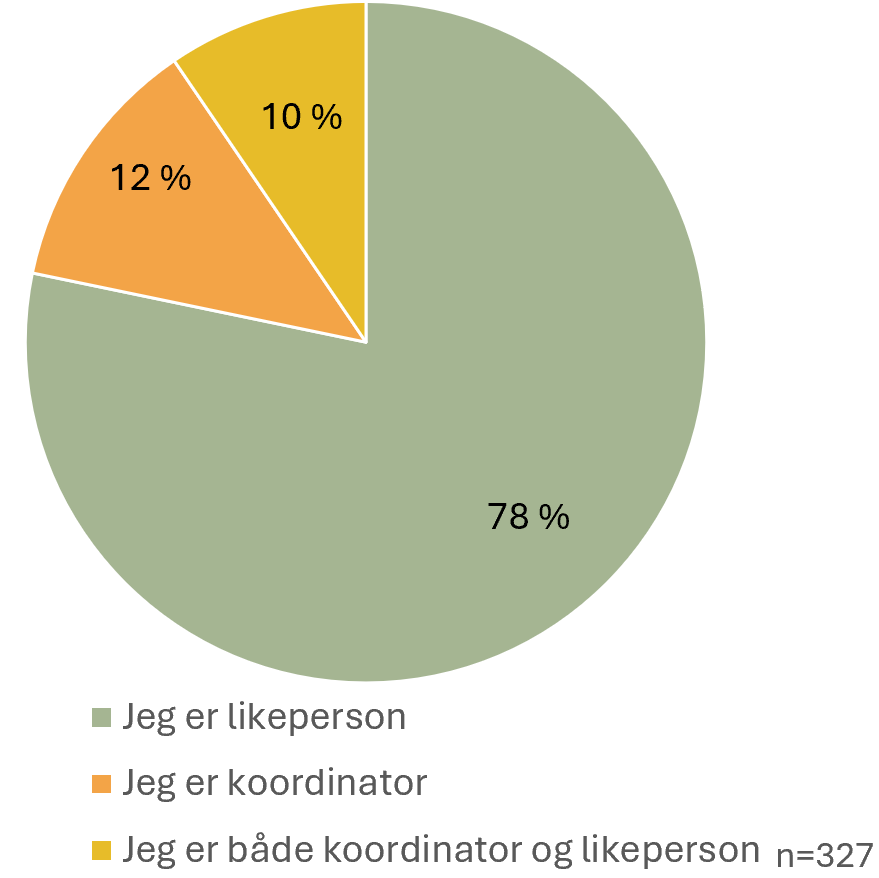 10 %
12 %
78 %
Jeg er likeperson
Jeg er koordinator
Jeg er både koordinator og likeperson
n=327